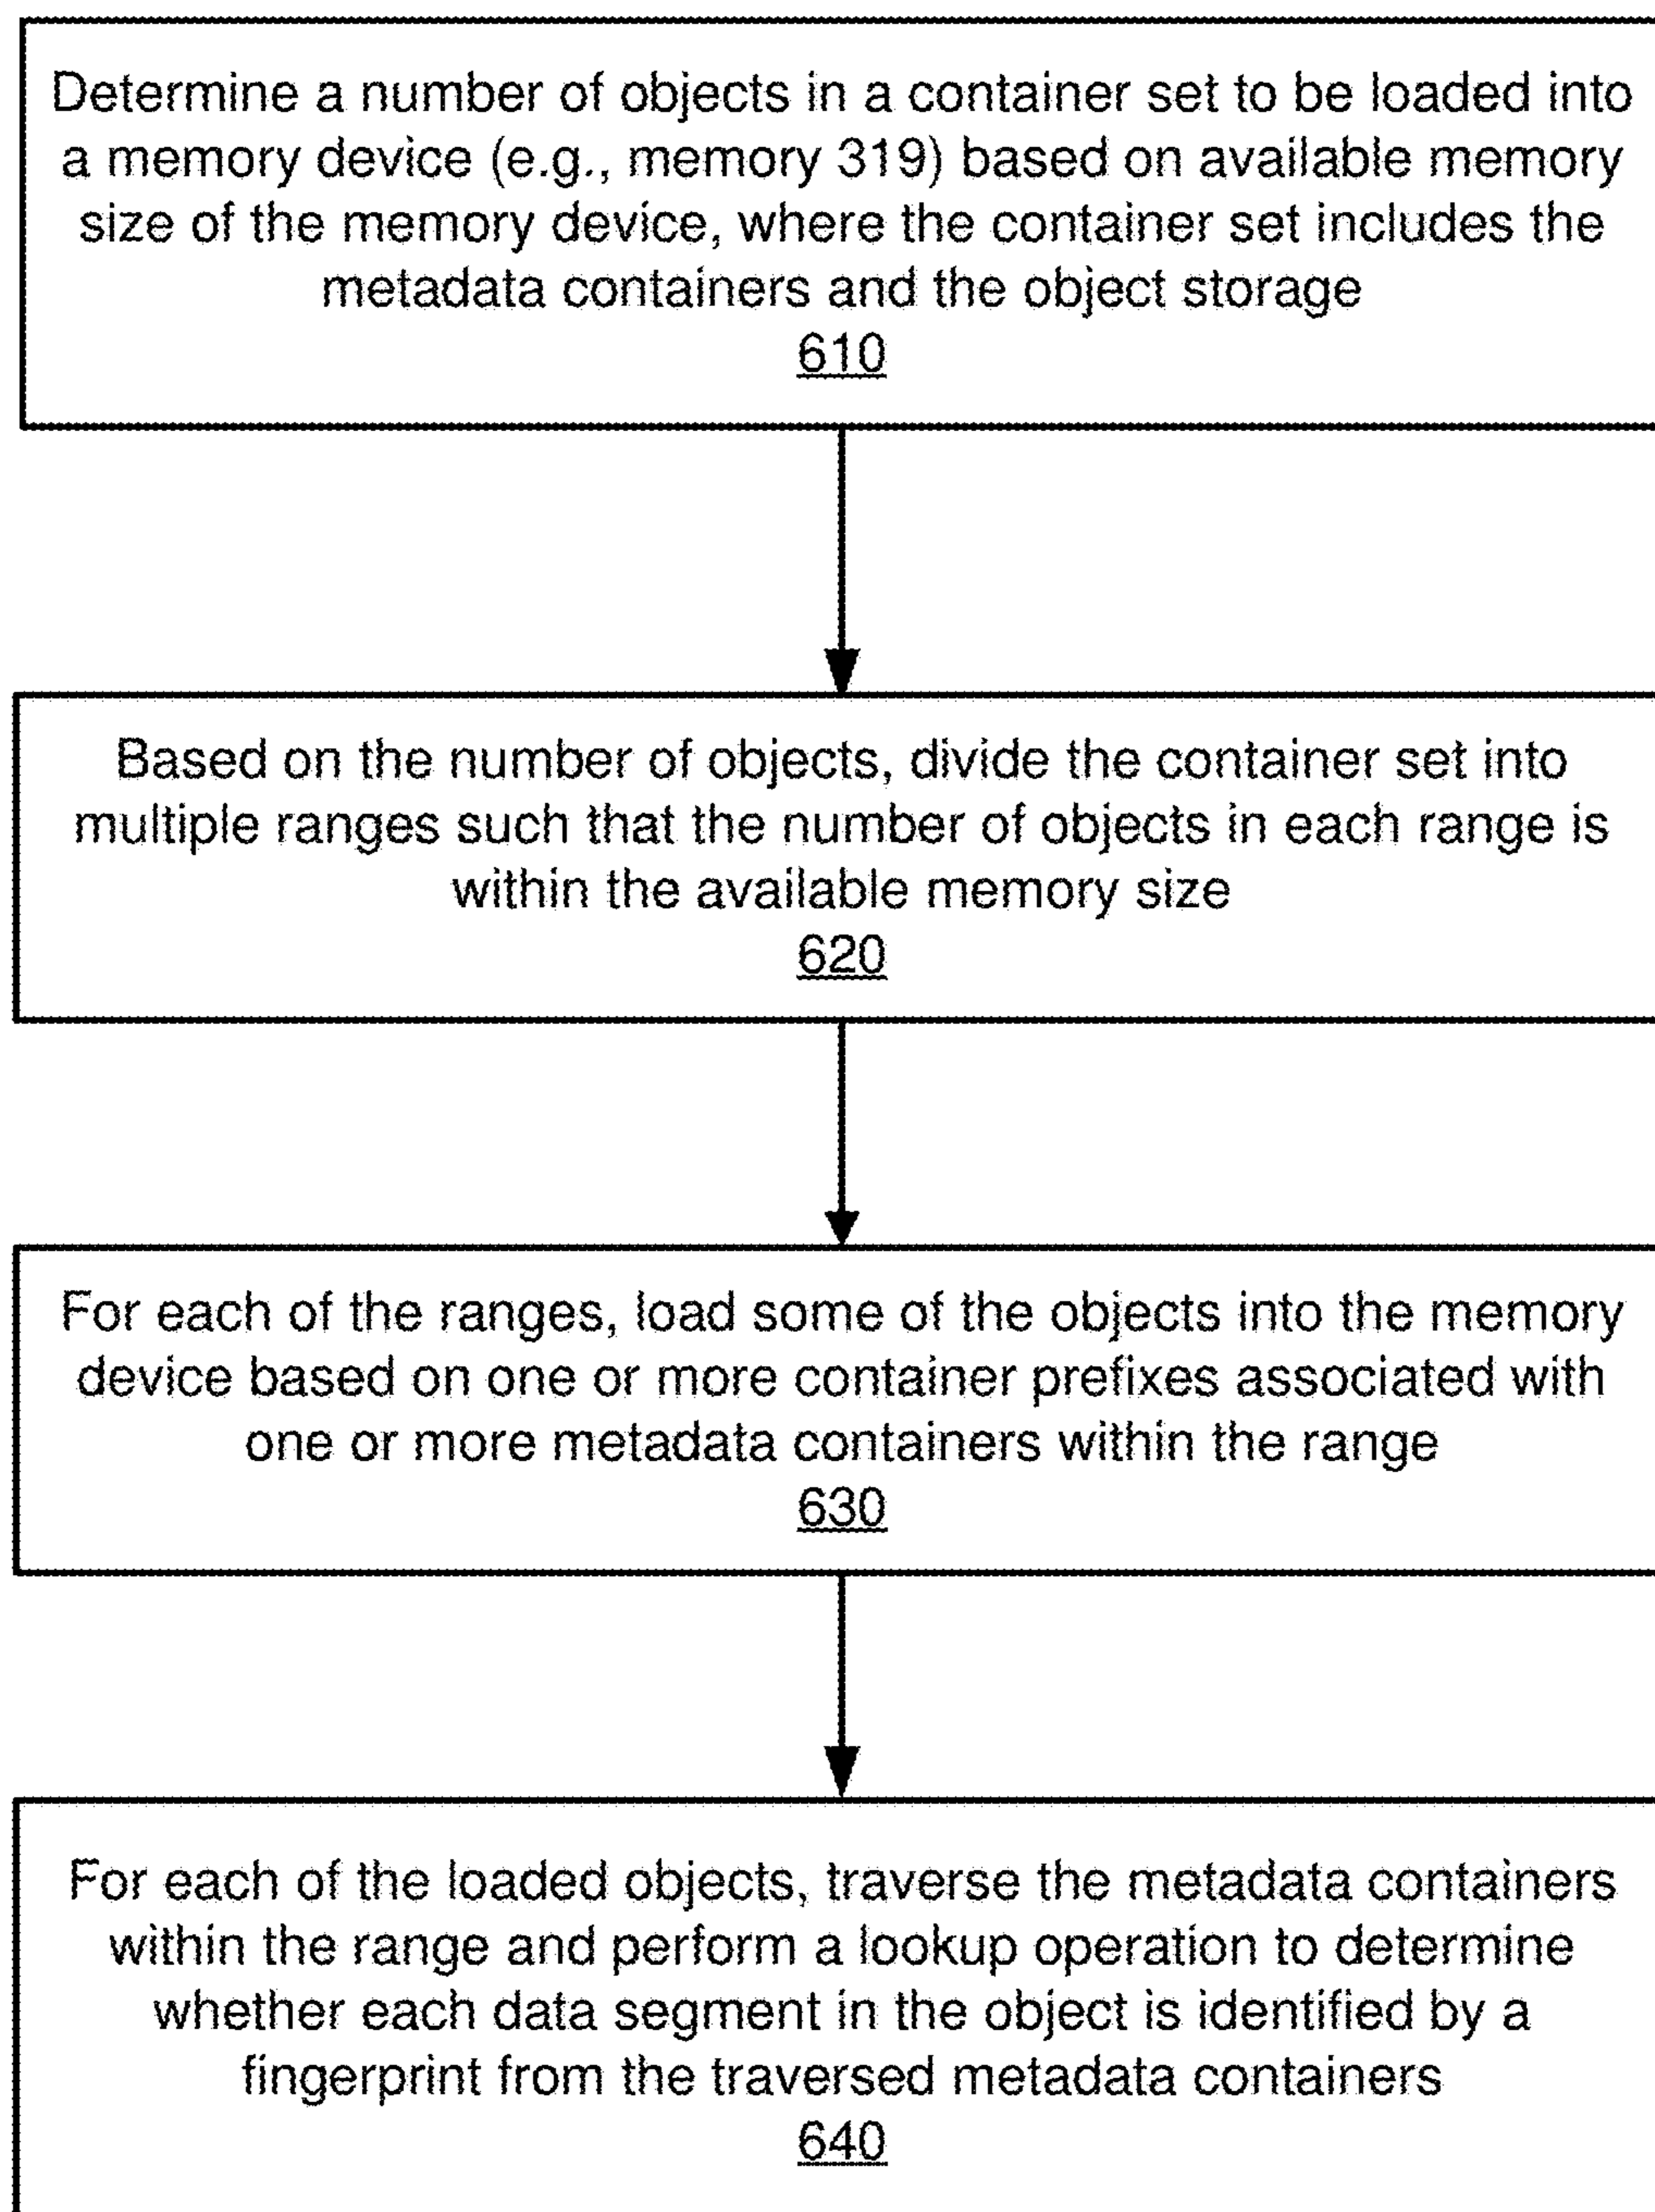 Determine a number of objects in a container set to be loaded into
a memory device (e.g., memory 319) based on available memory
size of the memory device, where the container set includes the
metadata containers and the object storage
610
Based on the number of objects, divide the container set into
multiple ranges such that the number of objects in each range is
within the available memory size
620
For each of the ranges, load some of the objects into the memory
device based on one or more container prefixes associated with
one or more metadata containers within the range
630
For each of the loaded objects, traverse the metadata containers
within the range and perform a lookup operation to determine
whether each data segment in the object is identified by a
fingerprint from the traversed metadata containers
640